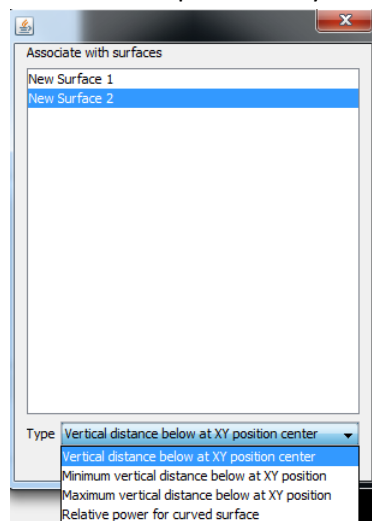 Associate with surfaces
New Surface 1
New Surface 2
Type Vertical distance below at XY position center
Vertical distance below at XY position center
Minimum vertical distance below at XY position
Maximum vertical distance below at XY position
Relative power for curved surface